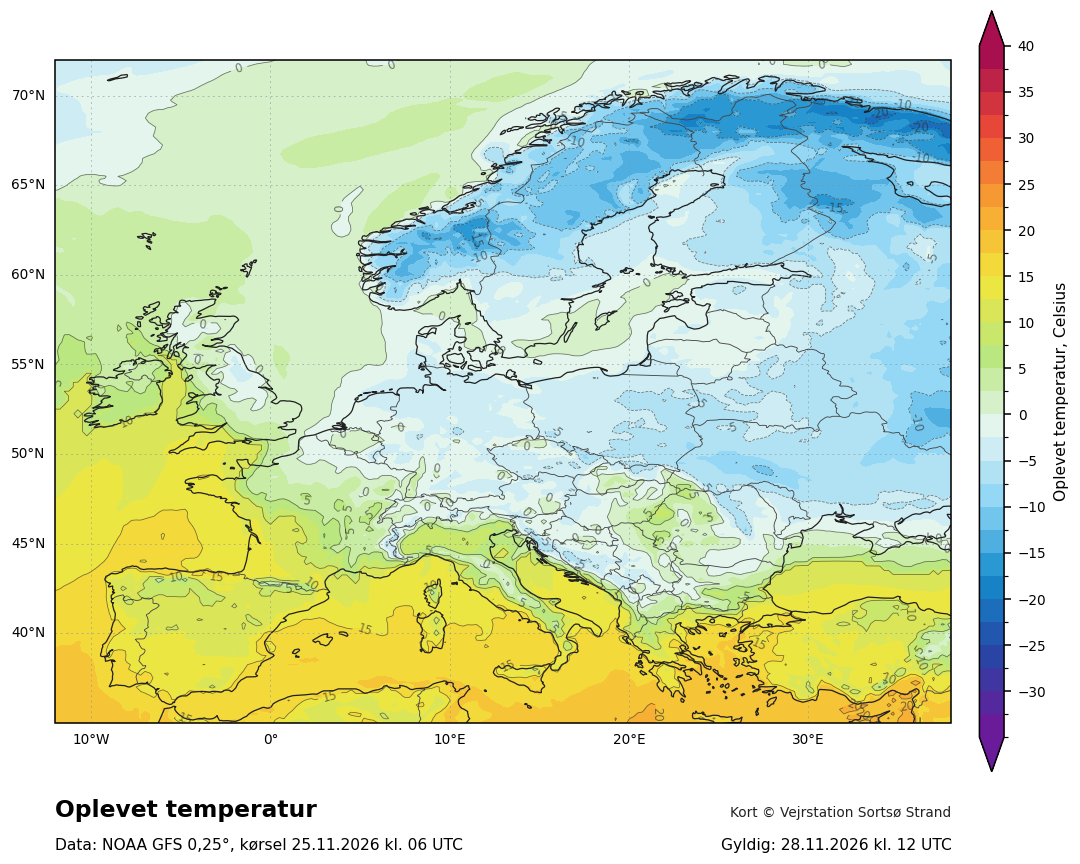 70°N
65°N
60°N
55°N
50°N
45°N
40°N
10°W
0°
10°E
20°E
30°E
40
35
30
25
20
15
10
5
0
−5
−10
−15
−20
−25
−30
Oplevet temperatur, Celsius
Oplevet temperatur
Kort © Vejrstation Sortsø Strand
Data: NOAA GFS 0,25°, kørsel 25.11.2026 kl. 06 UTC
Gyldig: 28.11.2026 kl. 12 UTC